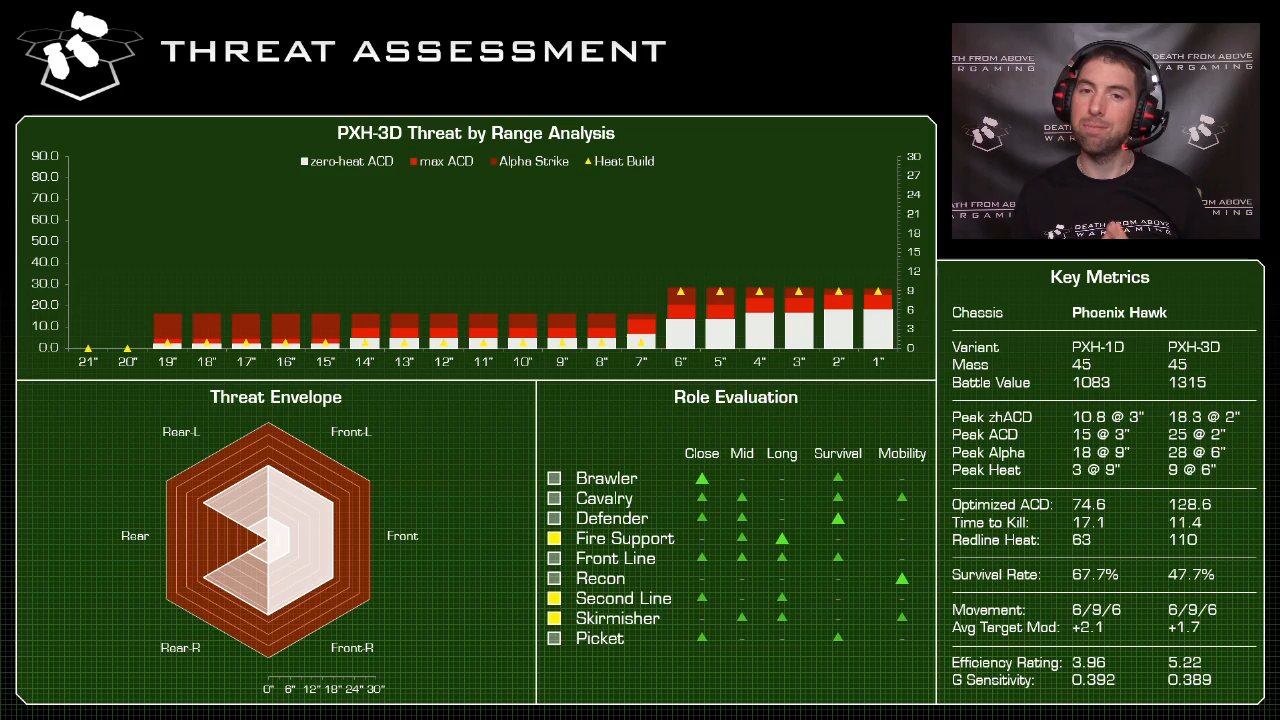 THREAT ASSESSMENT
PXH-3D Threat by Range Analysis
zero-heat ACD max ACD Alpha Strike Heat Build
90.0
80.0
70.0
60.0
50.0
40.0
30.0
20.0
10.0
0.0
30
27
24
21
18
15
12
9
6
3
0
21" 20" 19" 18" 17" 16" 15" 14" 13" 12" 11" 10" 9" 8" 7" 6" 5" 4" 3" 2" 1"
Threat Envelope
Rear-L Front-L
Rear Front
Rear-R Front-R
0" 6" 12" 18" 24" 30"
Role Evaluation
Close Mid Long Survival Mobility
Brawler
Cavalry
Defender
Fire Support
Front Line
Recon
Second Line
Skirmisher
Picket
DEATH FROM ABOVE
WARGAMING
Key Metrics
Chassis Phoenix Hawk
Variant PXH-1D PXH-3D
Mass 45 45
Battle Value 1083 1315
Peak zhACD 10.8 @ 3" 18.3 @ 2"
Peak ACD 15 @ 3" 25 @ 2"
Peak Alpha 18 @ 9" 28 @ 6"
Peak Heat 3 @ 9" 9 @ 6"
Optimized ACD: 74.6 128.6
Time to Kill: 17.1 11.4
Redline Heat: 63 110
Survival Rate: 67.7% 47.7%
Movement: 6/9/6 6/9/6
Avg Target Mod: +2.1 +1.7
Efficiency Rating: 3.96 5.22
G Sensitivity: 0.392 0.389